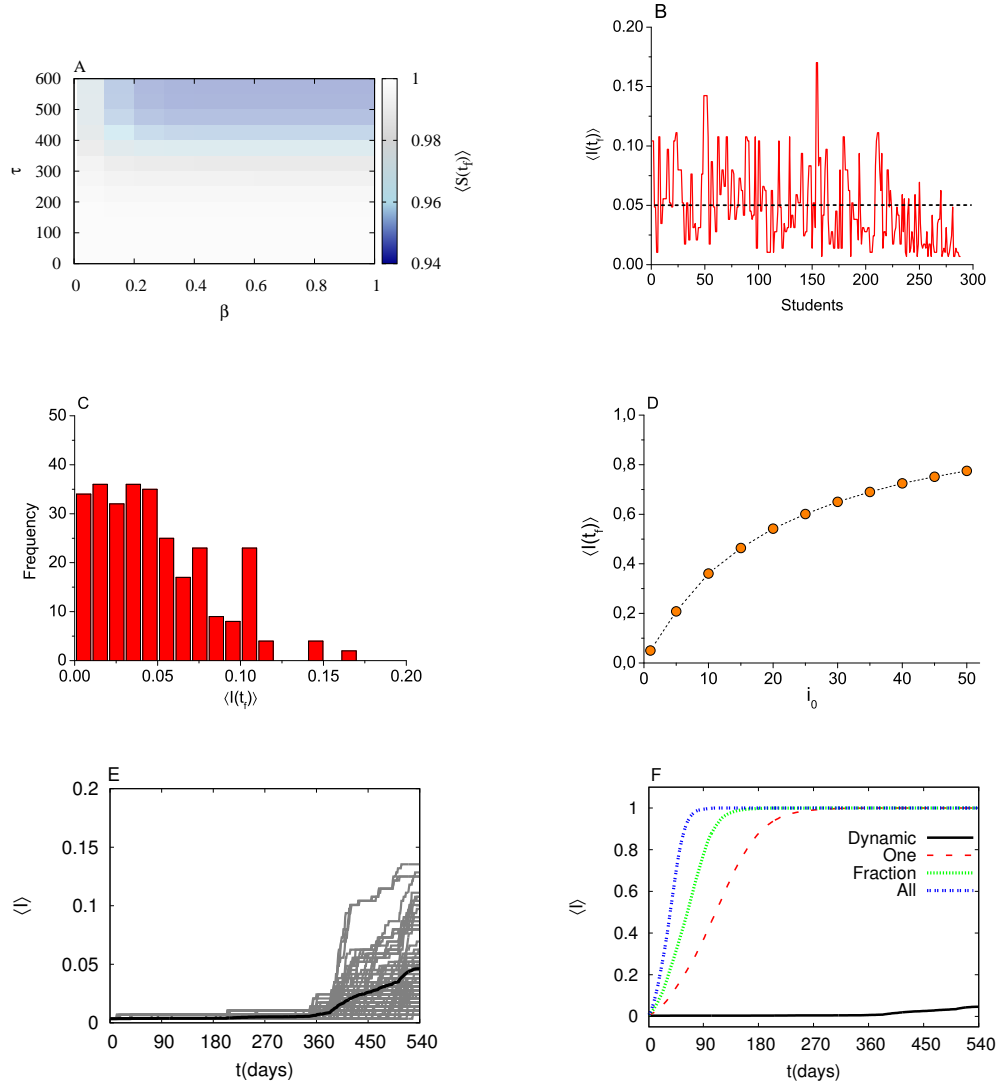 A
600
500
400
300
200
100
0
τ
0 0.2 0.4 0.6 0.8 1
β
1
0.98
0.96
0.94
⟨S(t_f)⟩
B
0.20
0.15
0.10
0.05
0.00
⟨I(t_f)⟩
0 50 100 150 200 250 300
Students
C
50
40
30
20
10
0
Frequency
0.00 0.05 0.10 0.15 0.20
⟨I(t_f)⟩
D
1,0
0,8
0,6
0,4
0,2
0,0
⟨I(t_f)⟩
0 10 20 30 40 50
i_0
E
0.2
0.15
0.1
0.05
0
⟨I⟩
0 90 180 270 360 450 540
t(days)
F
1
0.8
0.6
0.4
0.2
0
⟨I⟩
Dynamic
One
Fraction
All
0 90 180 270 360 450 540
t(days)